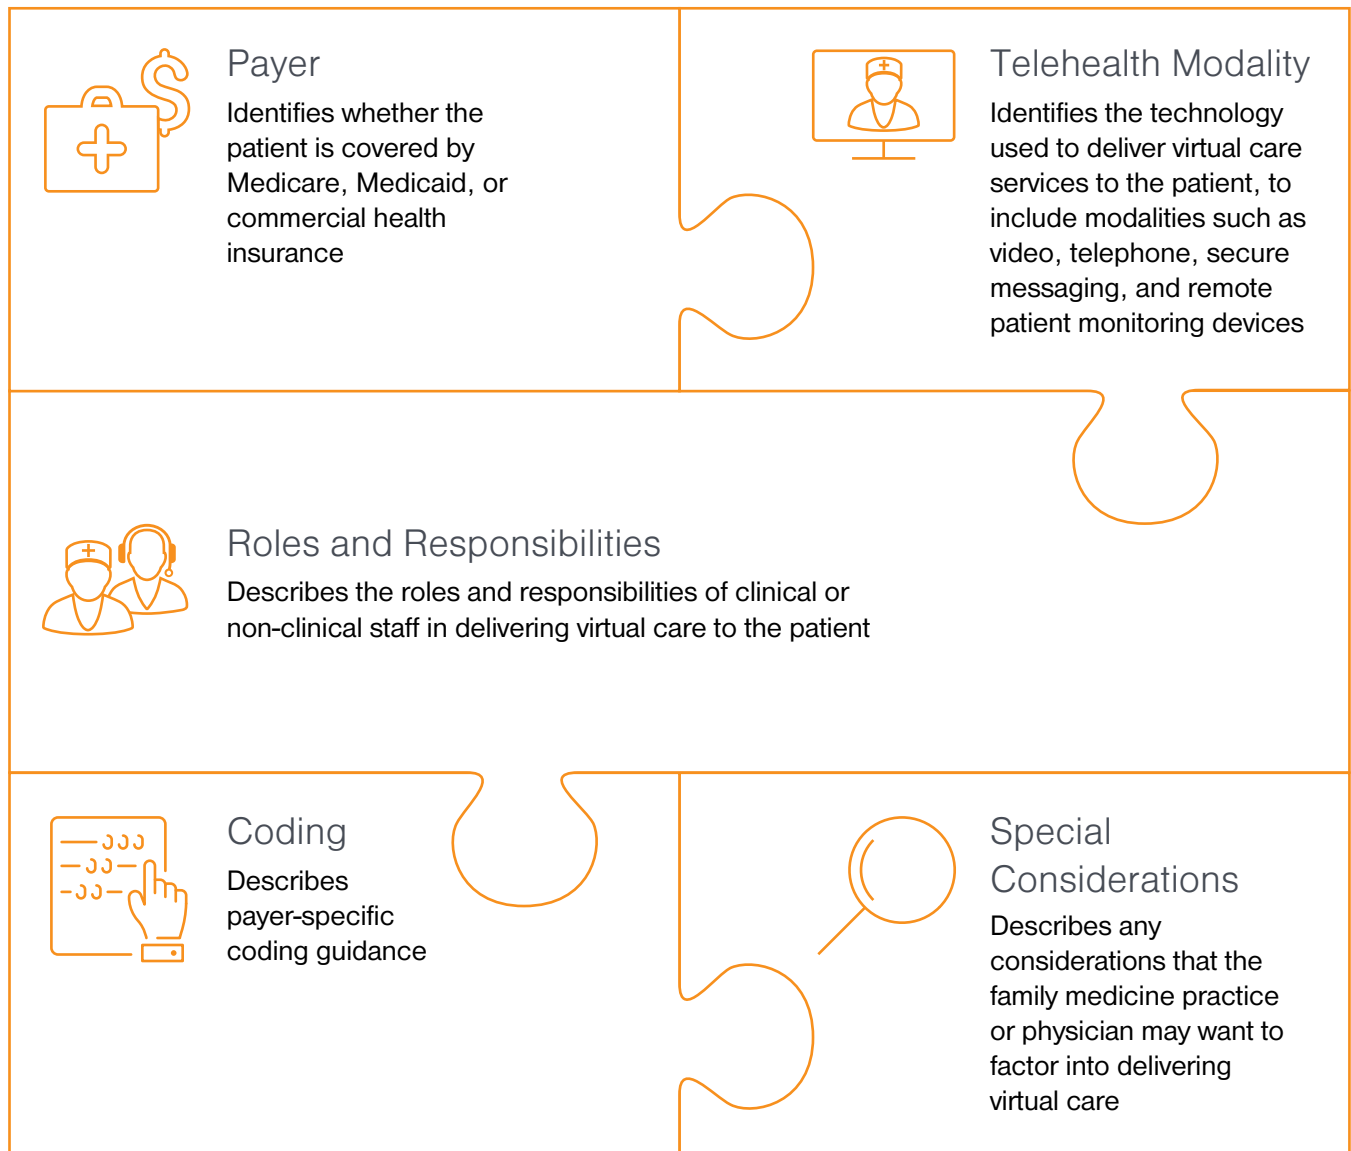 Payer
Identifies whether the
patient is covered by
Medicare, Medicaid, or
commercial health
insurance
Telehealth Modality
Identifies the technology
used to deliver virtual care
services to the patient, to
include modalities such as
video, telephone, secure
messaging, and remote
patient monitoring devices
Roles and Responsibilities
Describes the roles and responsibilities of clinical or
non-clinical staff in delivering virtual care to the patient
Coding
Describes
payer-specific
coding guidance
Special
Considerations
Describes any
considerations that the
family medicine practice
or physician may want to
factor into delivering
virtual care